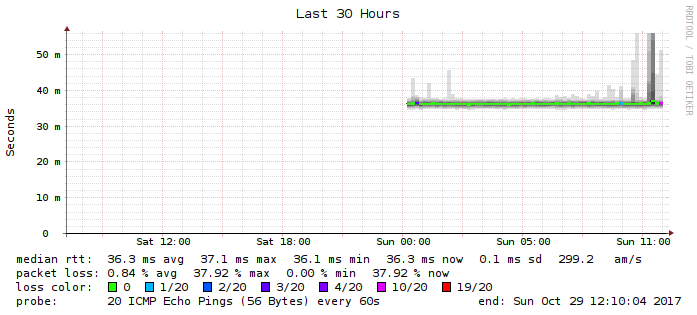 Last 30 Hours
RRDTOOL / TOBI OETIKER
Seconds
50 m
40 m
30 m
20 m
10 m
0
Sat 12:00 Sat 18:00 Sun 00:00 Sun 05:00 Sun 11:00
median rtt: 36.3 ms avg 37.1 ms max 36.1 ms min 36.3 ms now 0.1 ms sd 299.2 am/s
packet loss: 0.84 % avg 37.92 % max 0.00 % min 37.92 % now
loss color: 0 1/20 2/20 3/20 4/20 10/20 19/20
probe: 20 ICMP Echo Pings (56 Bytes) every 60s end: Sun Oct 29 12:10:04 2017